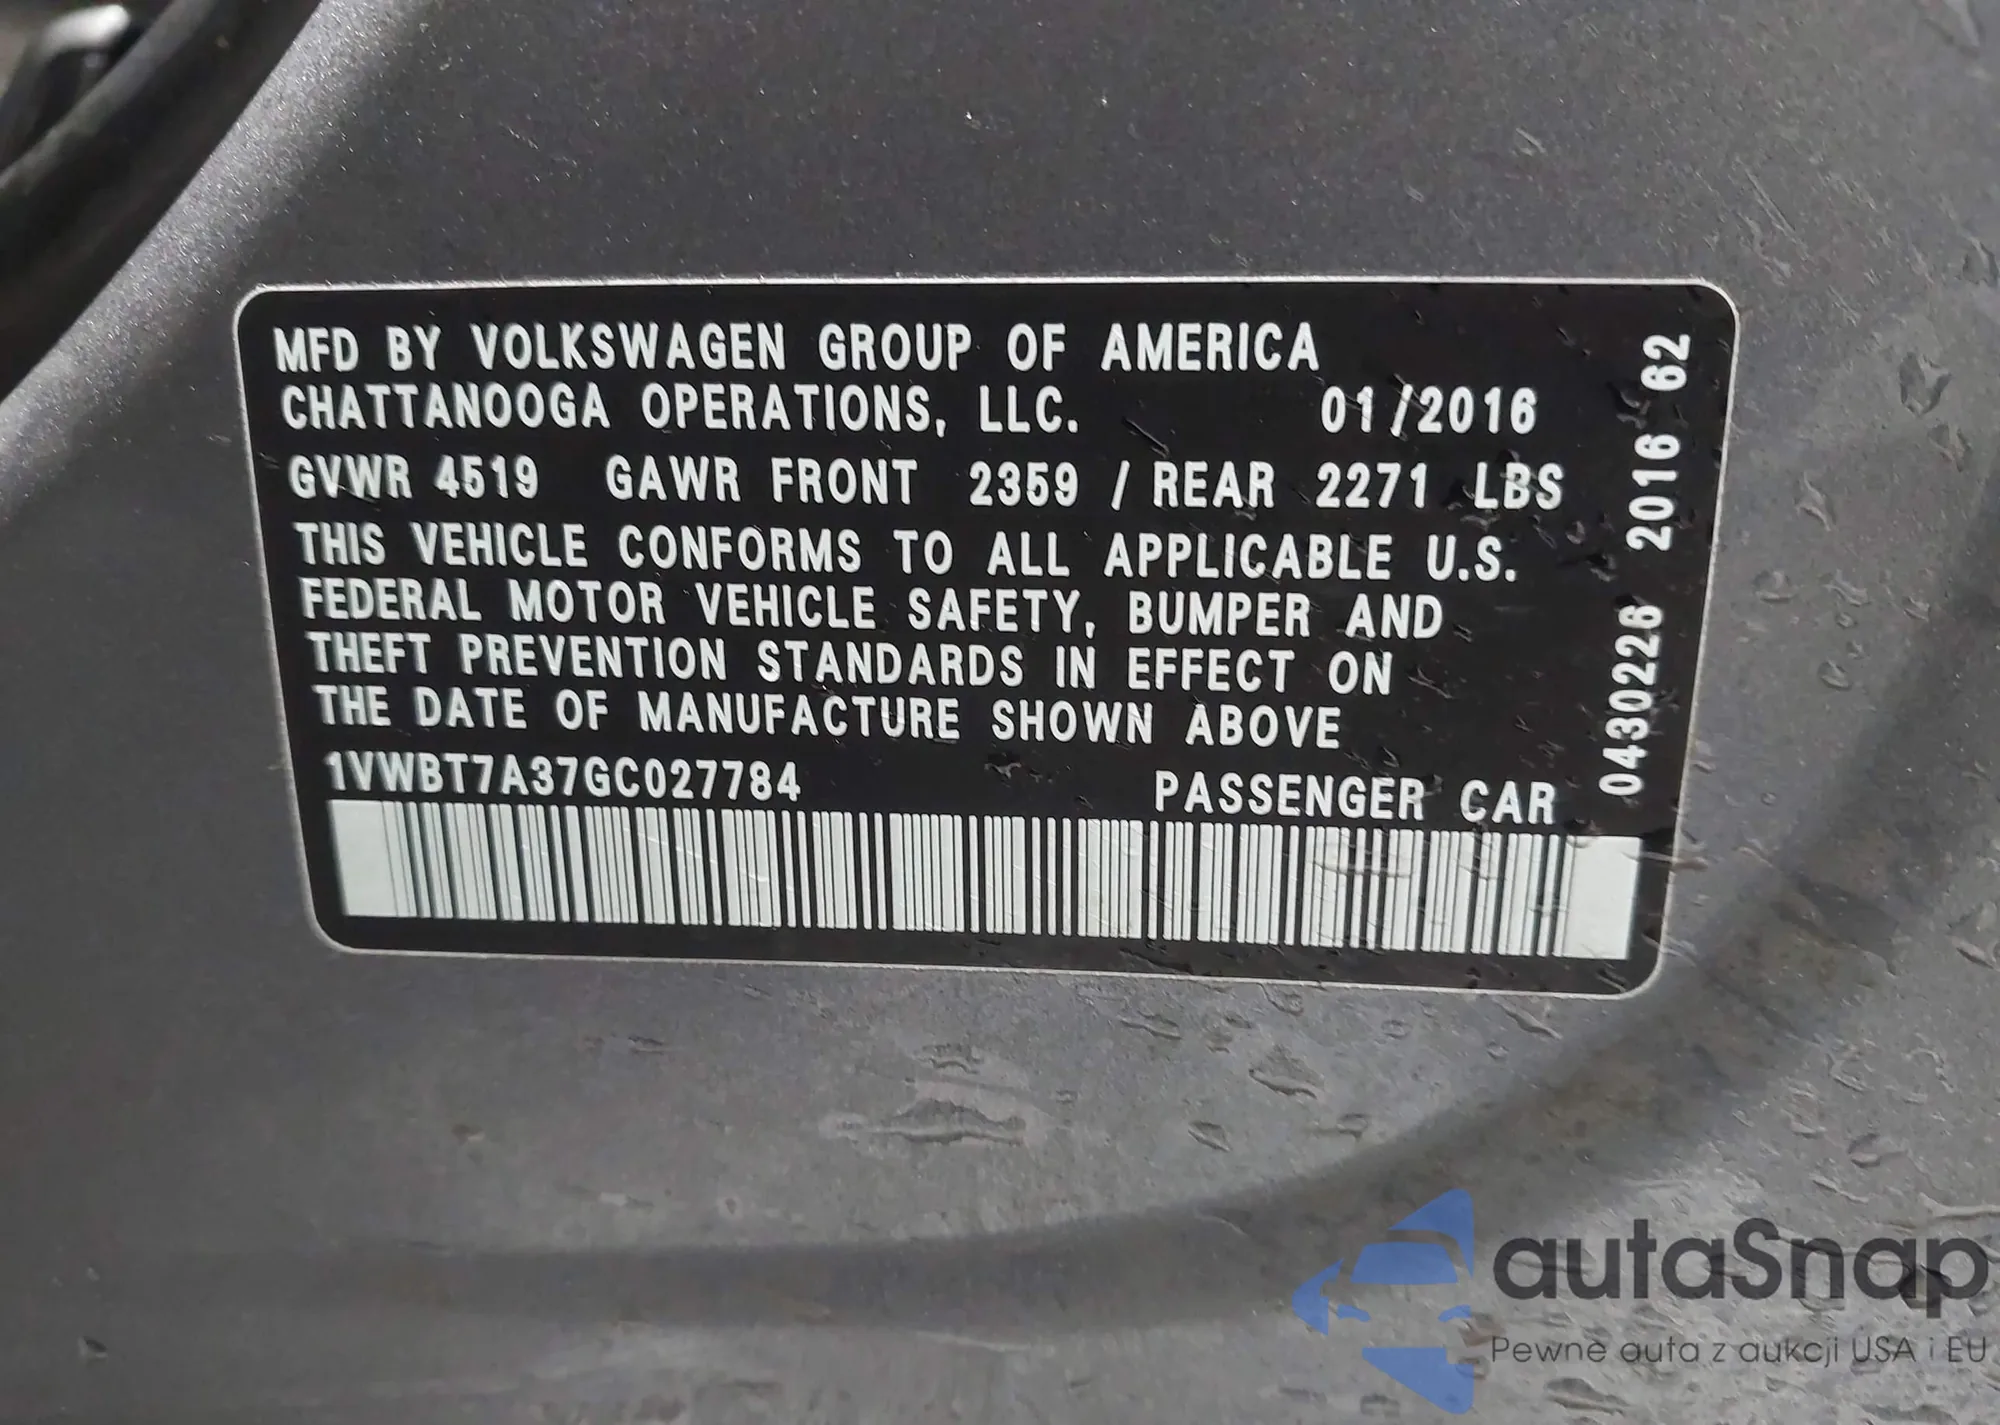 MFD BY VOLKSWAGEN GROUP OF AMERICA
CHATTANOOGA OPERATIONS, LLC. 01/2016
GVWR 4519 GAWR FRONT 2359 / REAR 2271 LBS
THIS VEHICLE CONFORMS TO ALL APPLICABLE U.S.
FEDERAL MOTOR VEHICLE SAFETY, BUMPER AND
THEFT PREVENTION STANDARDS IN EFFECT ON
THE DATE OF MANUFACTURE SHOWN ABOVE
1VWBT7A37GC027784 PASSENGER CAR
0430226 2016 62
autaSnap
Pewne auta z aukcji USA i EU